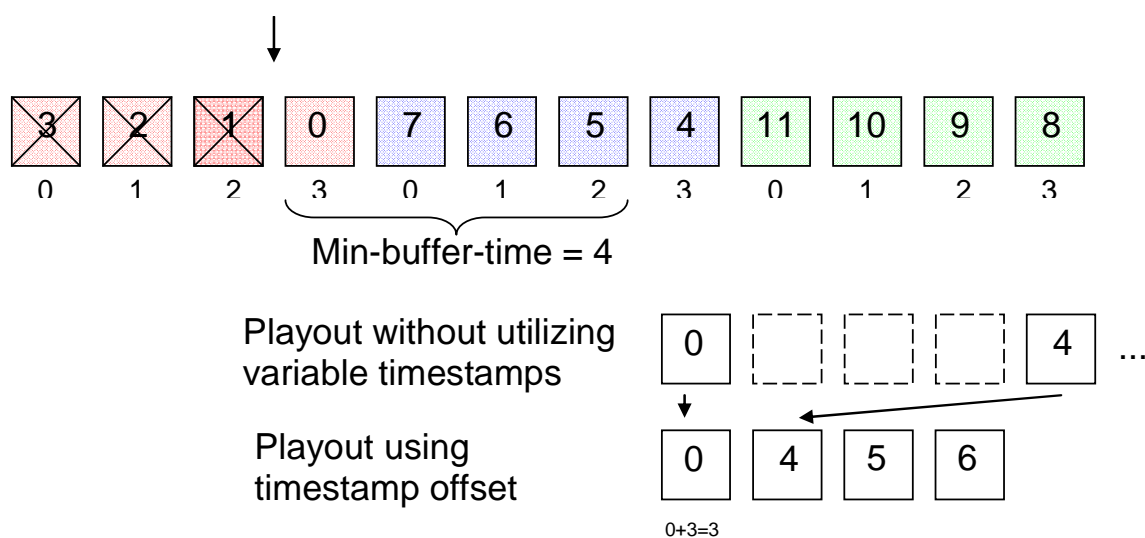 3 2 1 0 7 6 5 4 11 10 9 8
0 1 2 3 0 1 2 3 0 1 2 3
Min-buffer-time = 4
Playout without utilizing
variable timestamps
0 4 ...
Playout using
timestamp offset
0 4 5 6
0+3=3